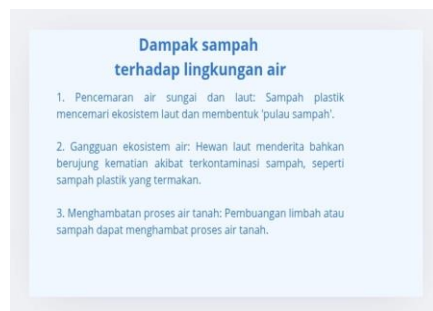 Dampak sampah
terhadap lingkungan air
1. Pencemaran air sungai dan laut: Sampah plastik
mencemari ekosistem laut dan membentuk 'pulau sampah'.
2. Gangguan ekosistem air: Hewan laut menderita bahkan
berujung kematian akibat terkontaminasi sampah, seperti
sampah plastik yang termakan.
3. Menghambatan proses air tanah: Pembuangan limbah atau
sampah dapat menghambat proses air tanah.